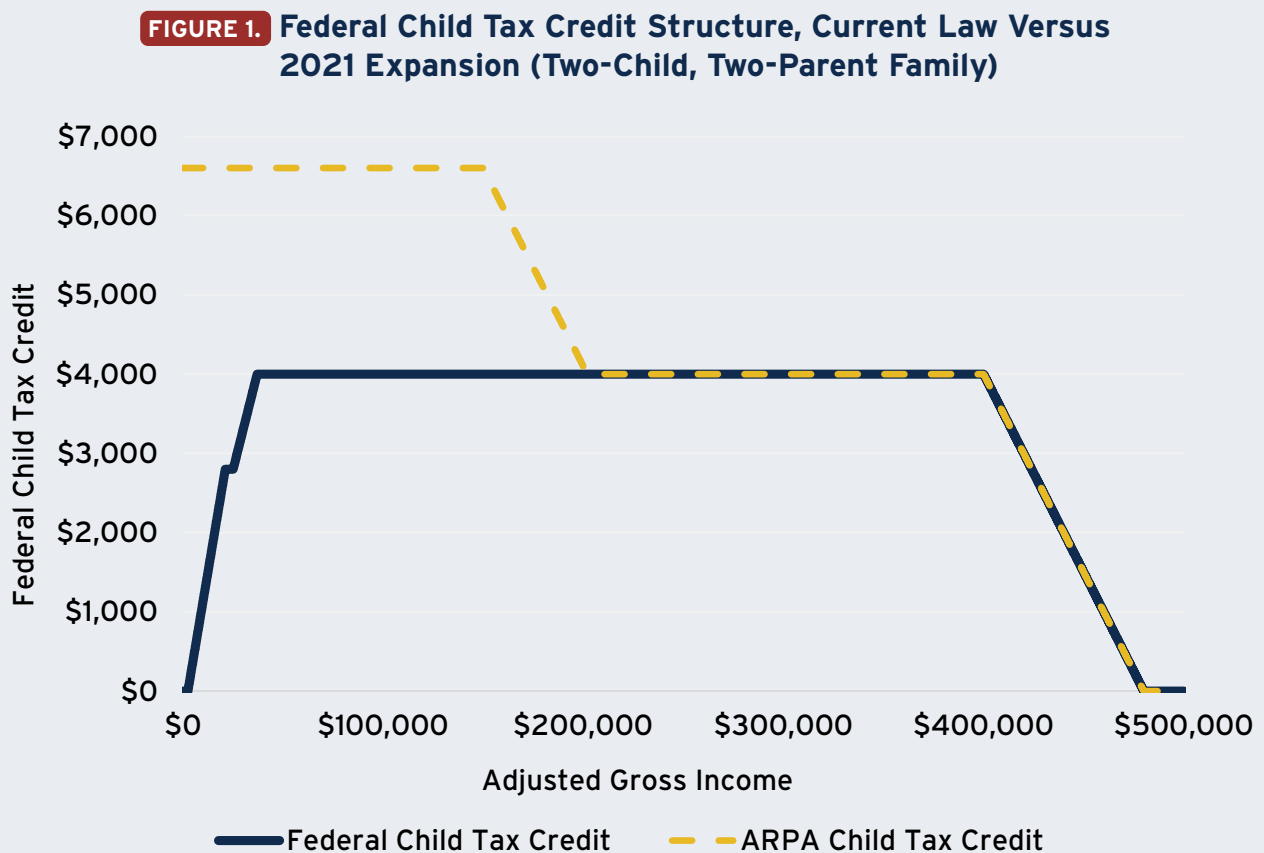 FIGURE 1. Federal Child Tax Credit Structure, Current Law Versus
2021 Expansion (Two-Child, Two-Parent Family)
$7,000
$6,000
$5,000
$4,000
$3,000
$2,000
$1,000
$0
Federal Child Tax Credit
$0 $100,000 $200,000 $300,000 $400,000 $500,000
Adjusted Gross Income
Federal Child Tax Credit ARPA Child Tax Credit